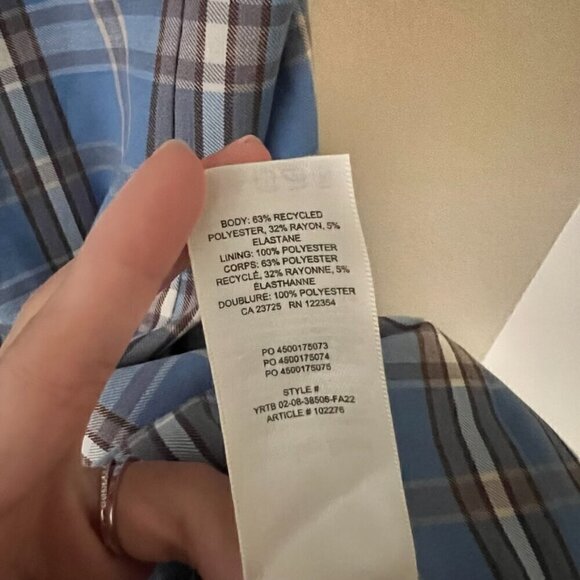 BODY: 63% RECYCLED
POLYESTER, 32% RAYON, 5%
ELASTANE
LINING: 100% POLYESTER
CORPS: 63% POLYESTER
RECYCLÉ, 32% RAYONNE, 5%
ÉLASTHANNE
DOUBLURE: 100% POLYESTER
CA 23725 RN 122354
PO 4500175073
PO 4500175074
PO 4500175075
STYLE #
YRTB 02-08-38506-FA22
ARTICLE # 102276